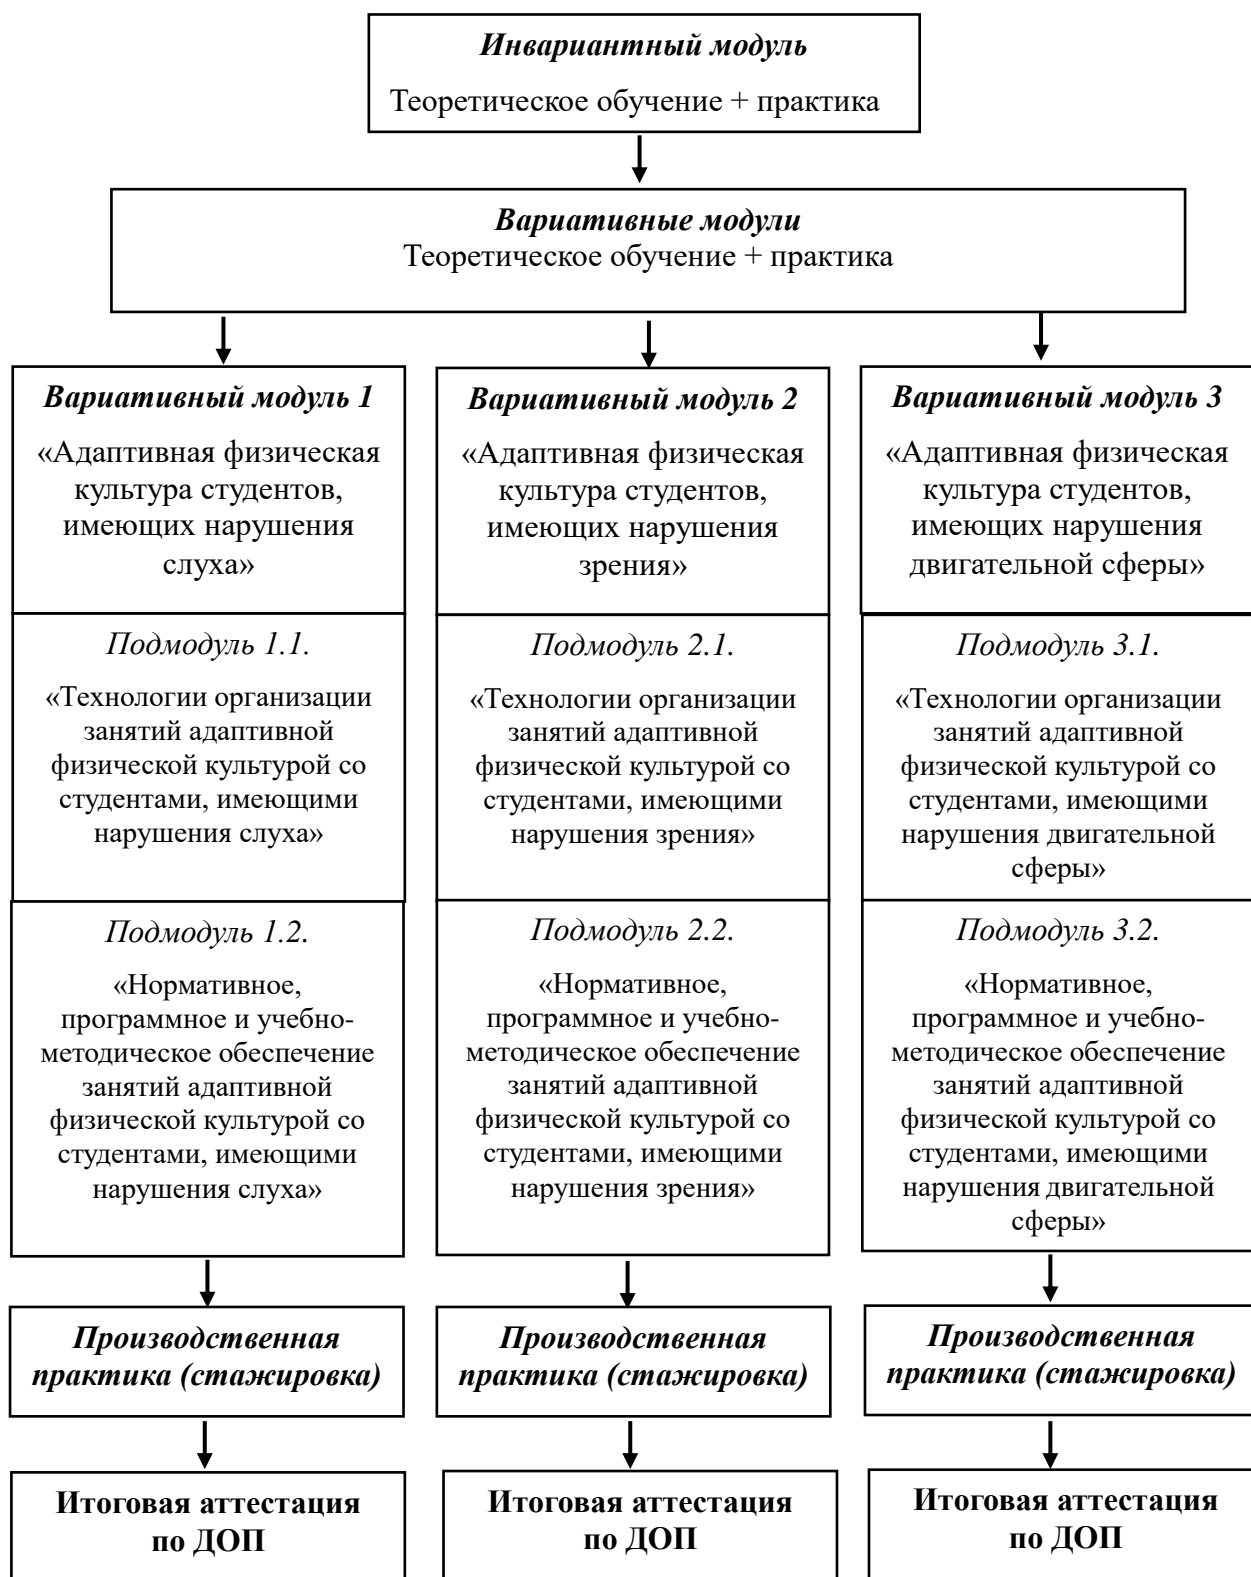 Инвариантный модуль
Теоретическое обучение + практика
Вариативные модули
Теоретическое обучение + практика
Вариативный модуль 1
«Адаптивная физическая
культура студентов,
имеющих нарушения
слуха»
Подмодуль 1.1.
«Технологии организации
занятий адаптивной
физической культурой со
студентами, имеющими
нарушения слуха»
Подмодуль 1.2.
«Нормативное,
программное и учебно-
методическое обеспечение
занятий адаптивной
физической культурой со
студентами, имеющими
нарушения слуха»
Производственная
практика (стажировка)
Итоговая аттестация
по ДОП
Вариативный модуль 2
«Адаптивная физическая
культура студентов,
имеющих нарушения
зрения»
Подмодуль 2.1.
«Технологии организации
занятий адаптивной
физической культурой со
студентами, имеющими
нарушения зрения»
Подмодуль 2.2.
«Нормативное,
программное и учебно-
методическое обеспечение
занятий адаптивной
физической культурой со
студентами, имеющими
нарушения зрения»
Производственная
практика (стажировка)
Итоговая аттестация
по ДОП
Вариативный модуль 3
«Адаптивная физическая
культура студентов,
имеющих нарушения
двигательной сферы»
Подмодуль 3.1.
«Технологии организации
занятий адаптивной
физической культурой со
студентами, имеющими
нарушения двигательной
сферы»
Подмодуль 3.2.
«Нормативное,
программное и учебно-
методическое обеспечение
занятий адаптивной
физической культурой со
студентами, имеющими
нарушения двигательной
сферы»
Производственная
практика (стажировка)
Итоговая аттестация
по ДОП